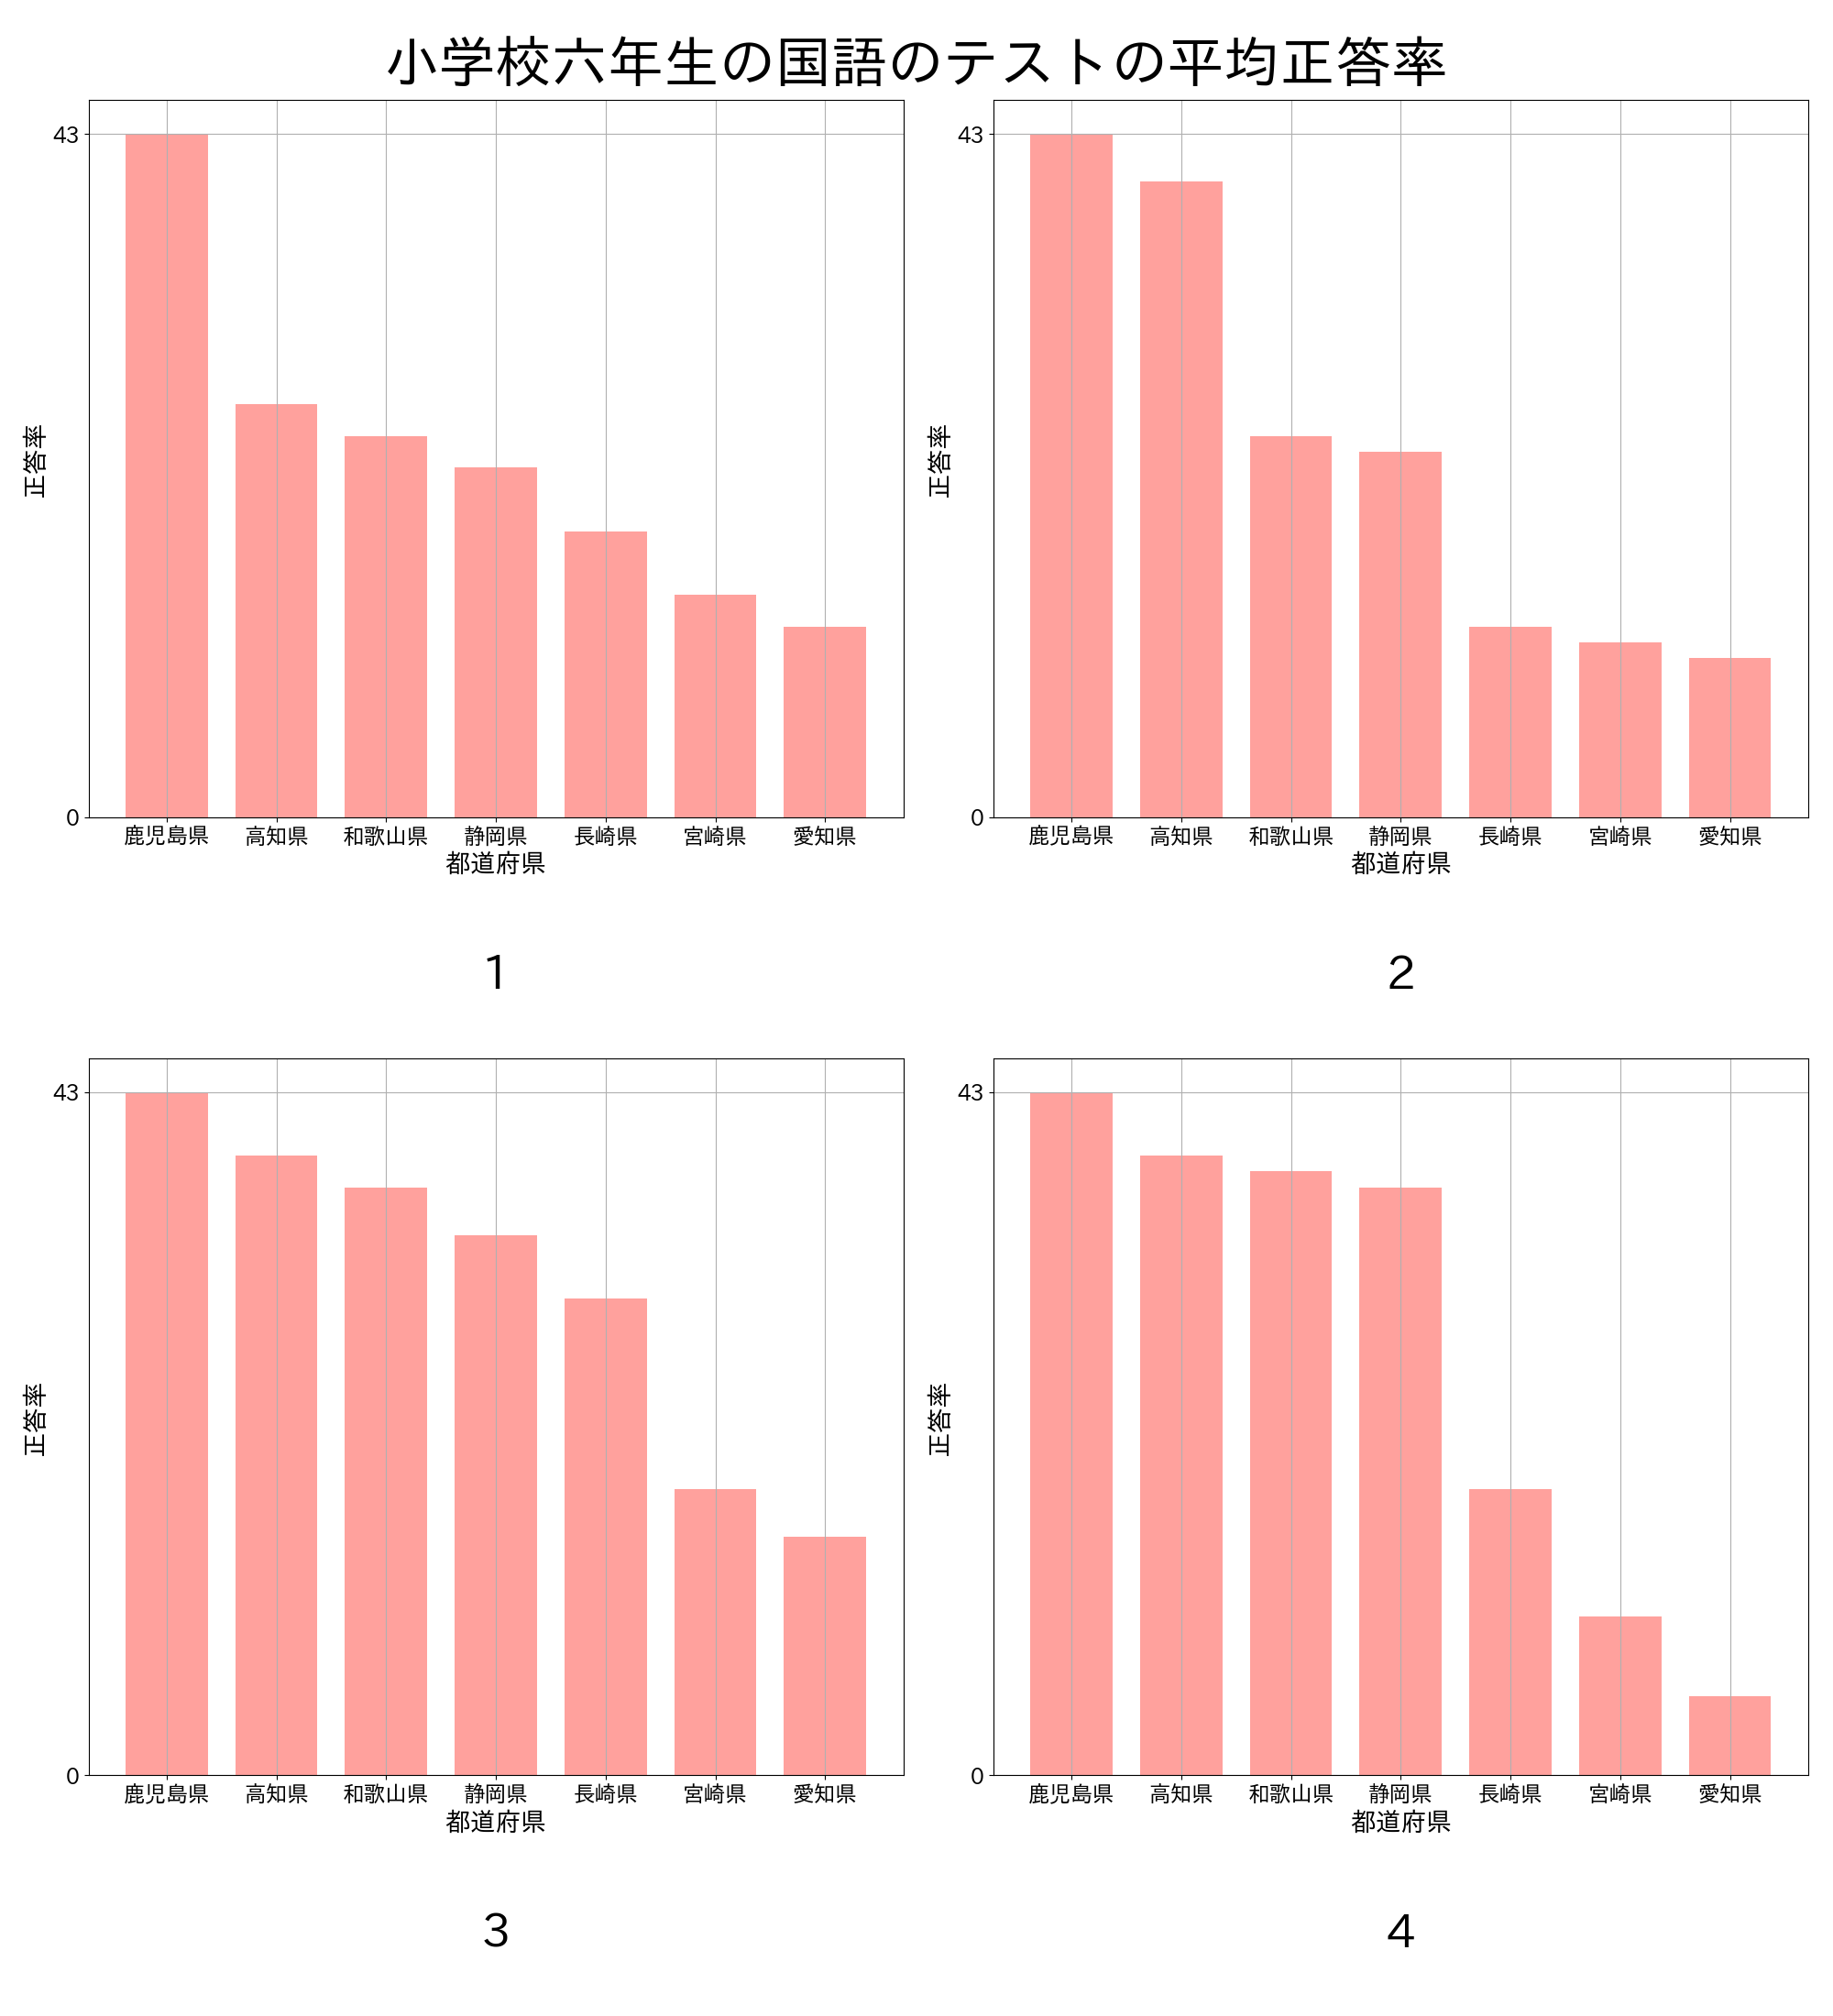 小学校六年生の国語のテストの平均正答率
43
0
正答率
鹿児島県 高知県 和歌山県 静岡県 長崎県 宮崎県 愛知県
都道府県
1
43
0
正答率
鹿児島県 高知県 和歌山県 静岡県 長崎県 宮崎県 愛知県
都道府県
2
43
0
正答率
鹿児島県 高知県 和歌山県 静岡県 長崎県 宮崎県 愛知県
都道府県
3
43
0
正答率
鹿児島県 高知県 和歌山県 静岡県 長崎県 宮崎県 愛知県
都道府県
4